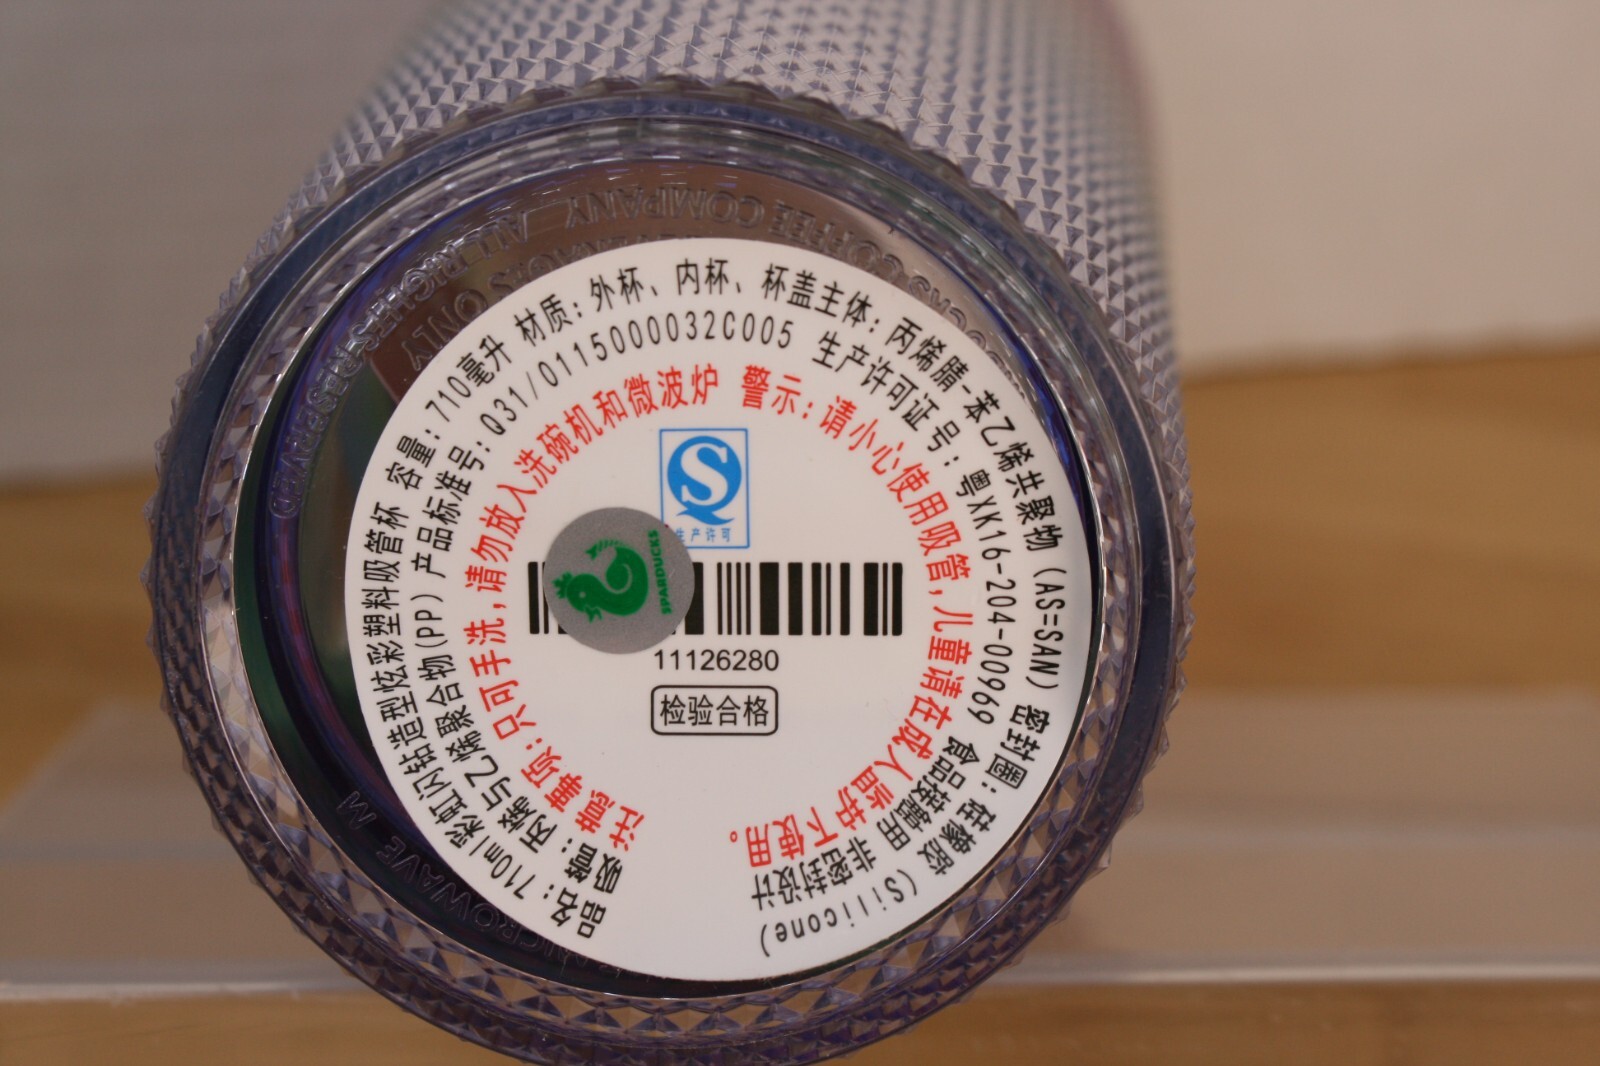 品名：710ml彩虹闪钻造型炫彩塑料吸管杯 容量：710毫升 材质：外杯、内杯、杯盖主体：丙烯腈-苯乙烯共聚物（AS=SAN）密封圈：硅橡胶（Silicone）
吸管：丙烯与乙烯聚合物(PP) 产品标准号：Q31/0115000032C005 生产许可证号：粤XK16-204-00969 食品接触用 非密封设计
注意事项：只可手洗，请勿放入洗碗机和微波炉 警示：请小心使用吸管，儿童请在成人监护下使用。
生产许可
SPARDUCKS
11126280
检验合格
COFFEE COMPANY ALL RIGHTS RESERVED
ONLY
MICROWAVE